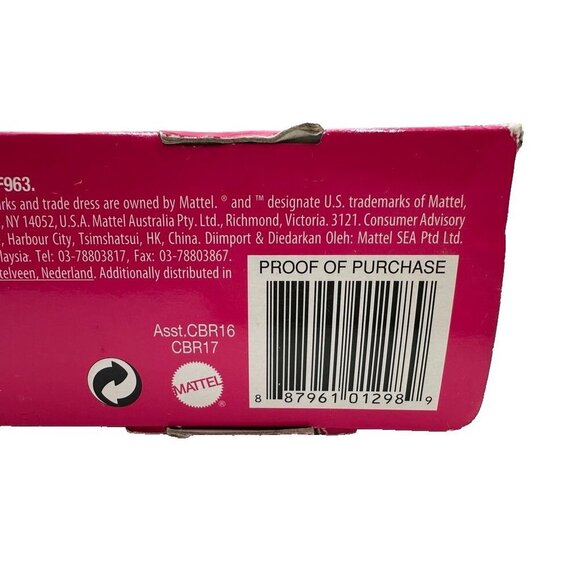 F963.
rks and trade dress are owned by Mattel. ® and ™ designate U.S. trademarks of Mattel,
, NY 14052, U.S.A. Mattel Australia Pty. Ltd., Richmond, Victoria. 3121. Consumer Advisory
, Harbour City, Tsimshatsui, HK, China. Diimport & Diedarkan Oleh: Mattel SEA Ptd Ltd.
aysia. Tel: 03-78803817, Fax: 03-78803867.
telveen, Nederland. Additionally distributed in
PROOF OF PURCHASE
Asst.CBR16
CBR17
MATTEL ®
8 87961 01298 9